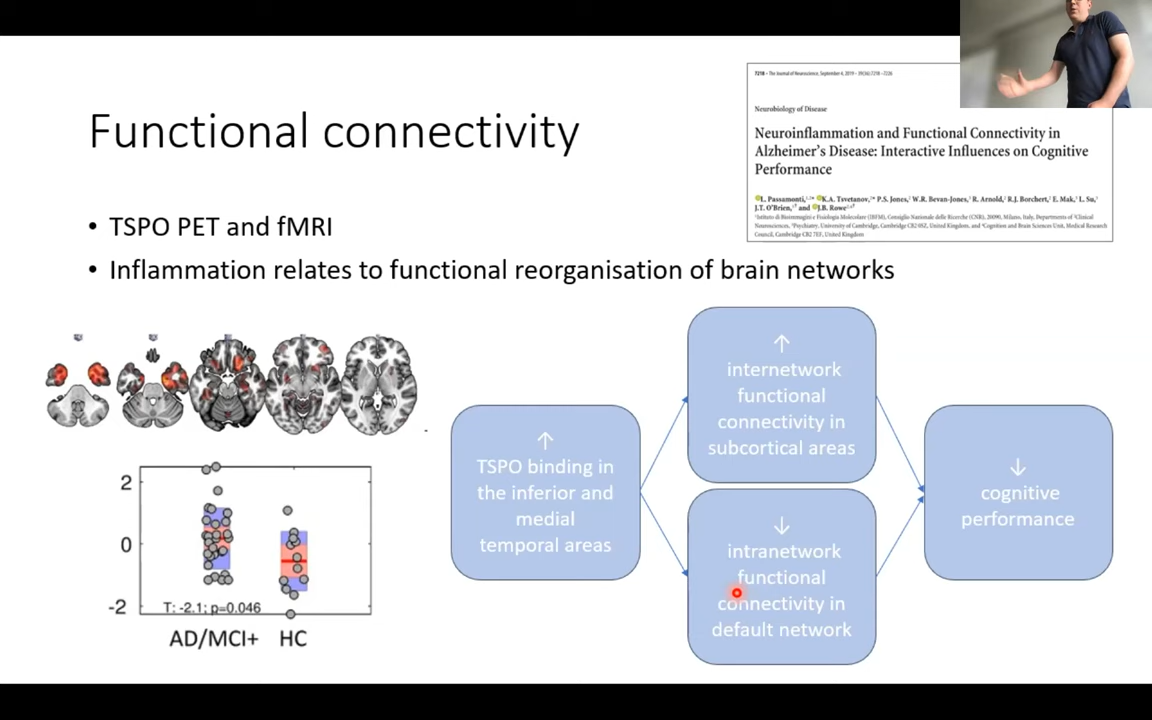 7218 • The Journal of Neuroscience, September 4, 2019 • 39(36):7218 –7226
Neurobiology of Disease
Neuroinflammation and Functional Connectivity in
Alzheimer's Disease: Interactive Influences on Cognitive
Performance
L. Passamonti, K.A. Tsvetanov, P.S. Jones, W.R. Bevan-Jones, R. Arnold, R.J. Borchert, E. Mak, L. Su,
J.T. O'Brien, and J.B. Rowe
Istituto di Bioimmagini e Fisiologia Molecolare (IBFM), Consiglio Nazionale delle Ricerche (CNR), 20090, Milano, Italy, Departments of Clinical
Neurosciences, Psychiatry, University of Cambridge, Cambridge CB2 0SZ, United Kingdom, and Cognition and Brain Sciences Unit, Medical Research
Council, Cambridge CB2 7EF, United Kingdom
Functional connectivity
• TSPO PET and fMRI
• Inflammation relates to functional reorganisation of brain networks
2
0
-2
T: -2.1; p=0.046
AD/MCI+ HC
↑
TSPO binding in
the inferior and
medial
temporal areas
↑
internetwork
functional
connectivity in
subcortical areas
↓
intranetwork
functional
connectivity in
default network
↓
cognitive
performance